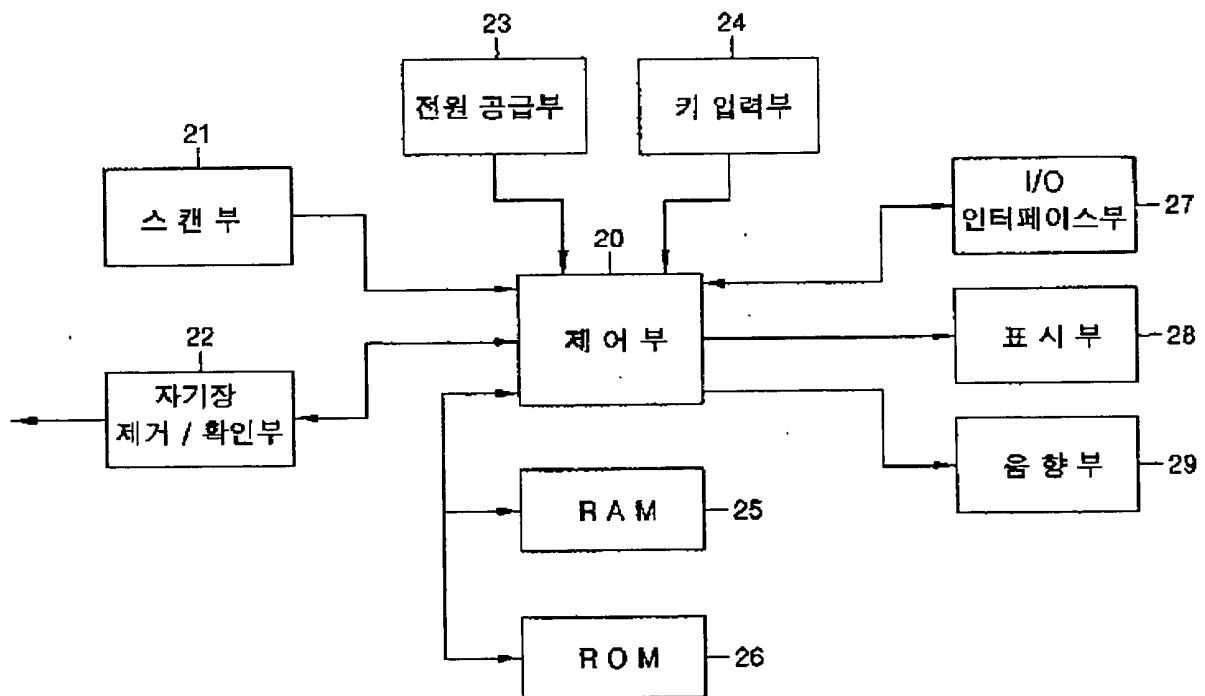 23
24
전원 공급부
키 입력부
21
스 캔 부
I/O
인터페이스부
27
20
제 어 부
표 시 부
28
22
자기장
제거 / 확인부
음 향 부
29
R A M
25
R O M
26